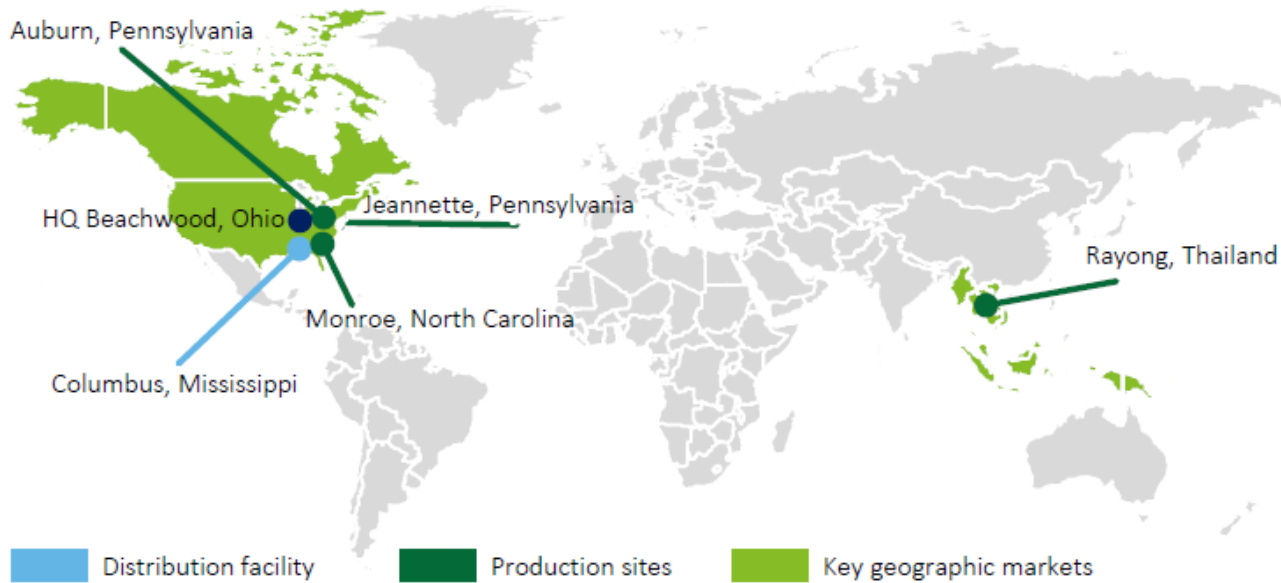 Auburn, Pennsylvania
HQ Beachwood, Ohio
Jeannette, Pennsylvania
Rayong, Thailand
Monroe, North Carolina
Columbus, Mississippi
Distribution facility
Production sites
Key geographic markets